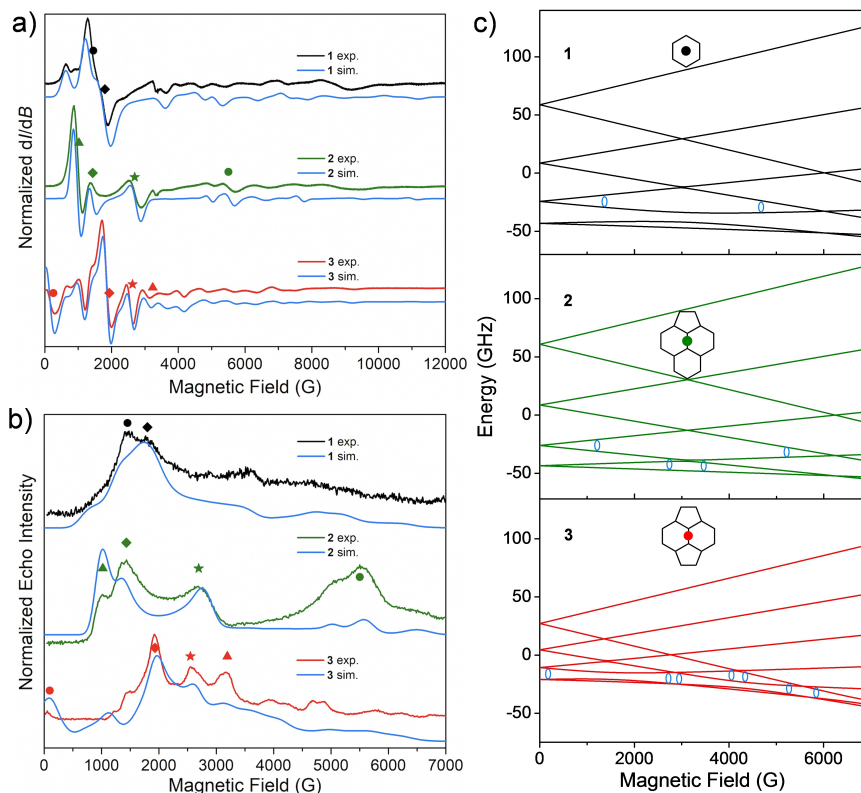 a)
Normalized dI/dB
1 exp.
1 sim.
2 exp.
2 sim.
3 exp.
3 sim.
0 2000 4000 6000 8000 10000 12000
Magnetic Field (G)
b)
Normalized Echo Intensity
1 exp.
1 sim.
2 exp.
2 sim.
3 exp.
3 sim.
0 1000 2000 3000 4000 5000 6000 7000
Magnetic Field (G)
c)
Energy (GHz)
1
100
50
0
-50
2
100
50
0
-50
3
100
50
0
-50
0 2000 4000 6000
Magnetic Field (G)